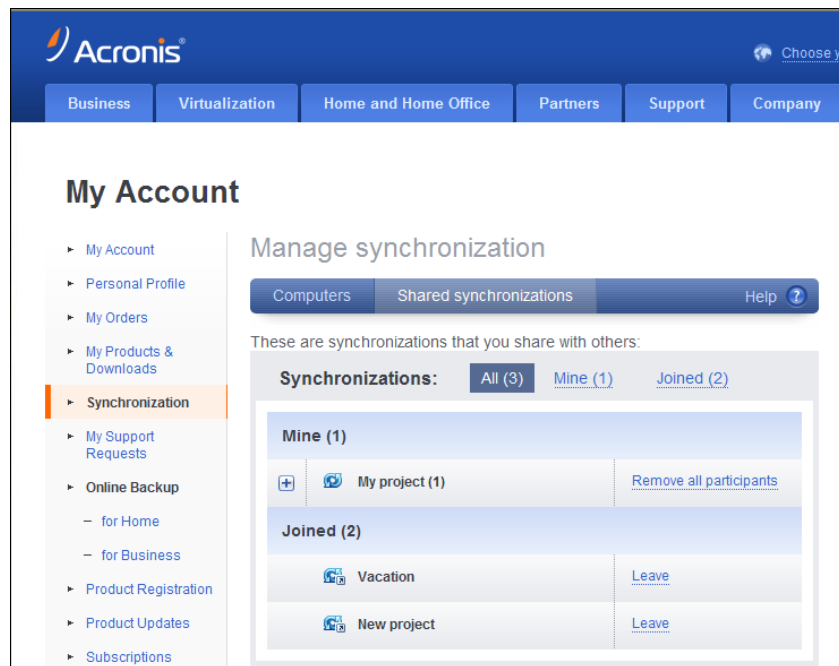 Acronis®
Choose y
Business
Virtualization
Home and Home Office
Partners
Support
Company
My Account
My Account
Personal Profile
My Orders
My Products &
Downloads
Synchronization
My Support
Requests
Online Backup
– for Home
– for Business
Product Registration
Product Updates
Subscriptions
Manage synchronization
Computers
Shared synchronizations
Help ?
These are synchronizations that you share with others:
Synchronizations: All (3) Mine (1) Joined (2)
Mine (1)
My project (1) Remove all participants
Joined (2)
Vacation Leave
New project Leave